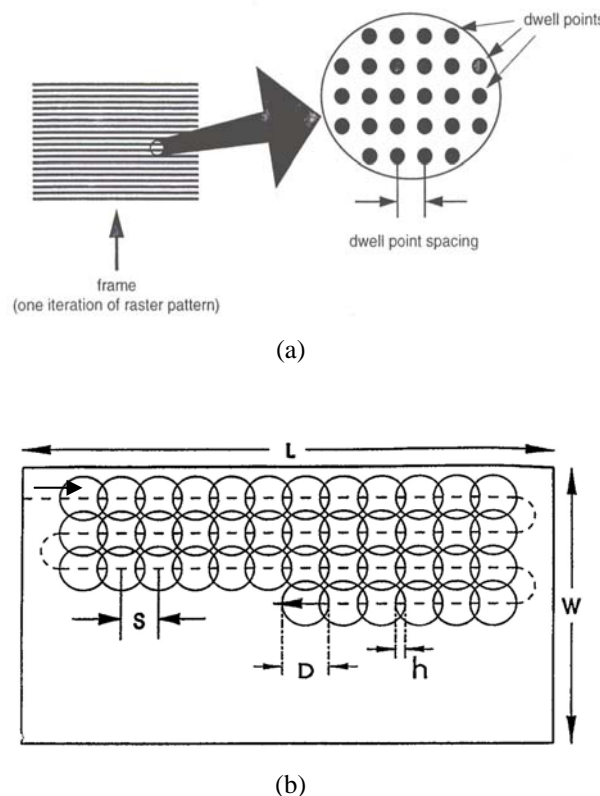 dwell points
dwell point spacing
frame
(one iteration of raster pattern)
(a)
L
S
W
D
h
(b)